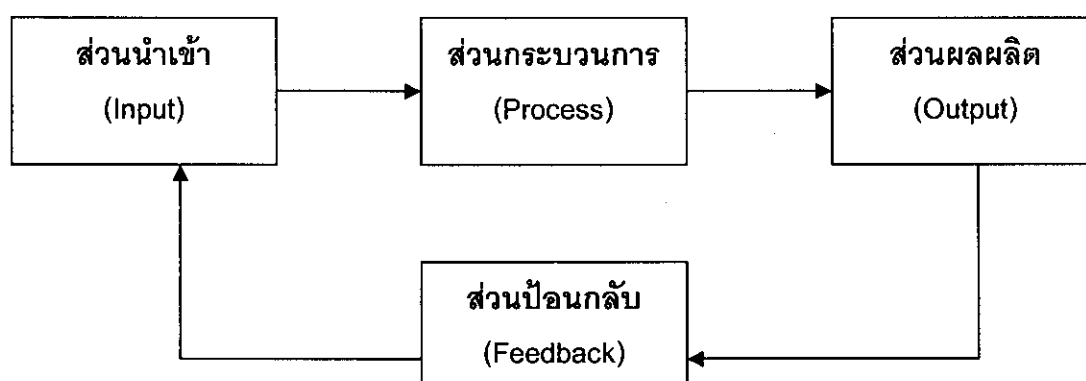 ส่วนนำเข้า
(Input)
ส่วนกระบวนการ
(Process)
ส่วนผลผลิต
(Output)
ส่วนป้อนกลับ
(Feedback)